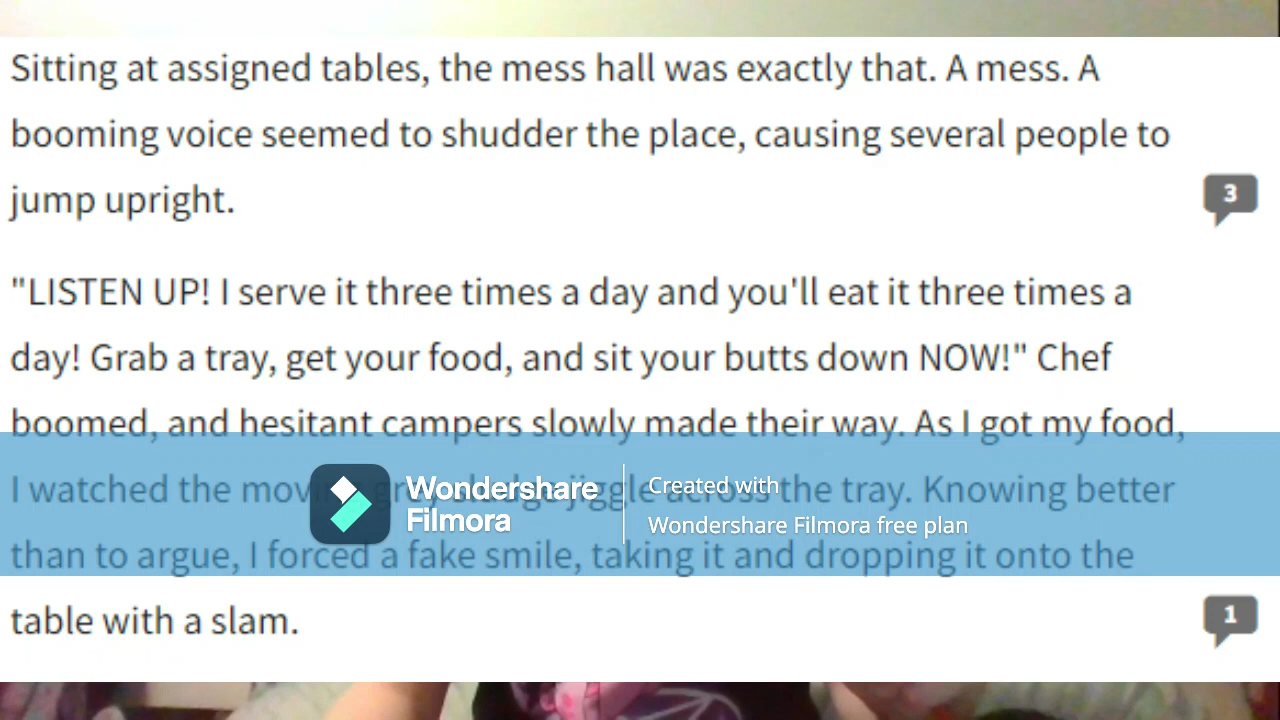 Sitting at assigned tables, the mess hall was exactly that. A mess. A
booming voice seemed to shudder the place, causing several people to
jump upright.
3
"LISTEN UP! I serve it three times a day and you'll eat it three times a
day! Grab a tray, get your food, and sit your butts down NOW!" Chef
boomed, and hesitant campers slowly made their way. As I got my food,
I watched the moving grey sludge jiggle across the tray. Knowing better
Wondershare
Filmora
Created with
Wondershare Filmora free plan
than to argue, I forced a fake smile, taking it and dropping it onto the
table with a slam.
1